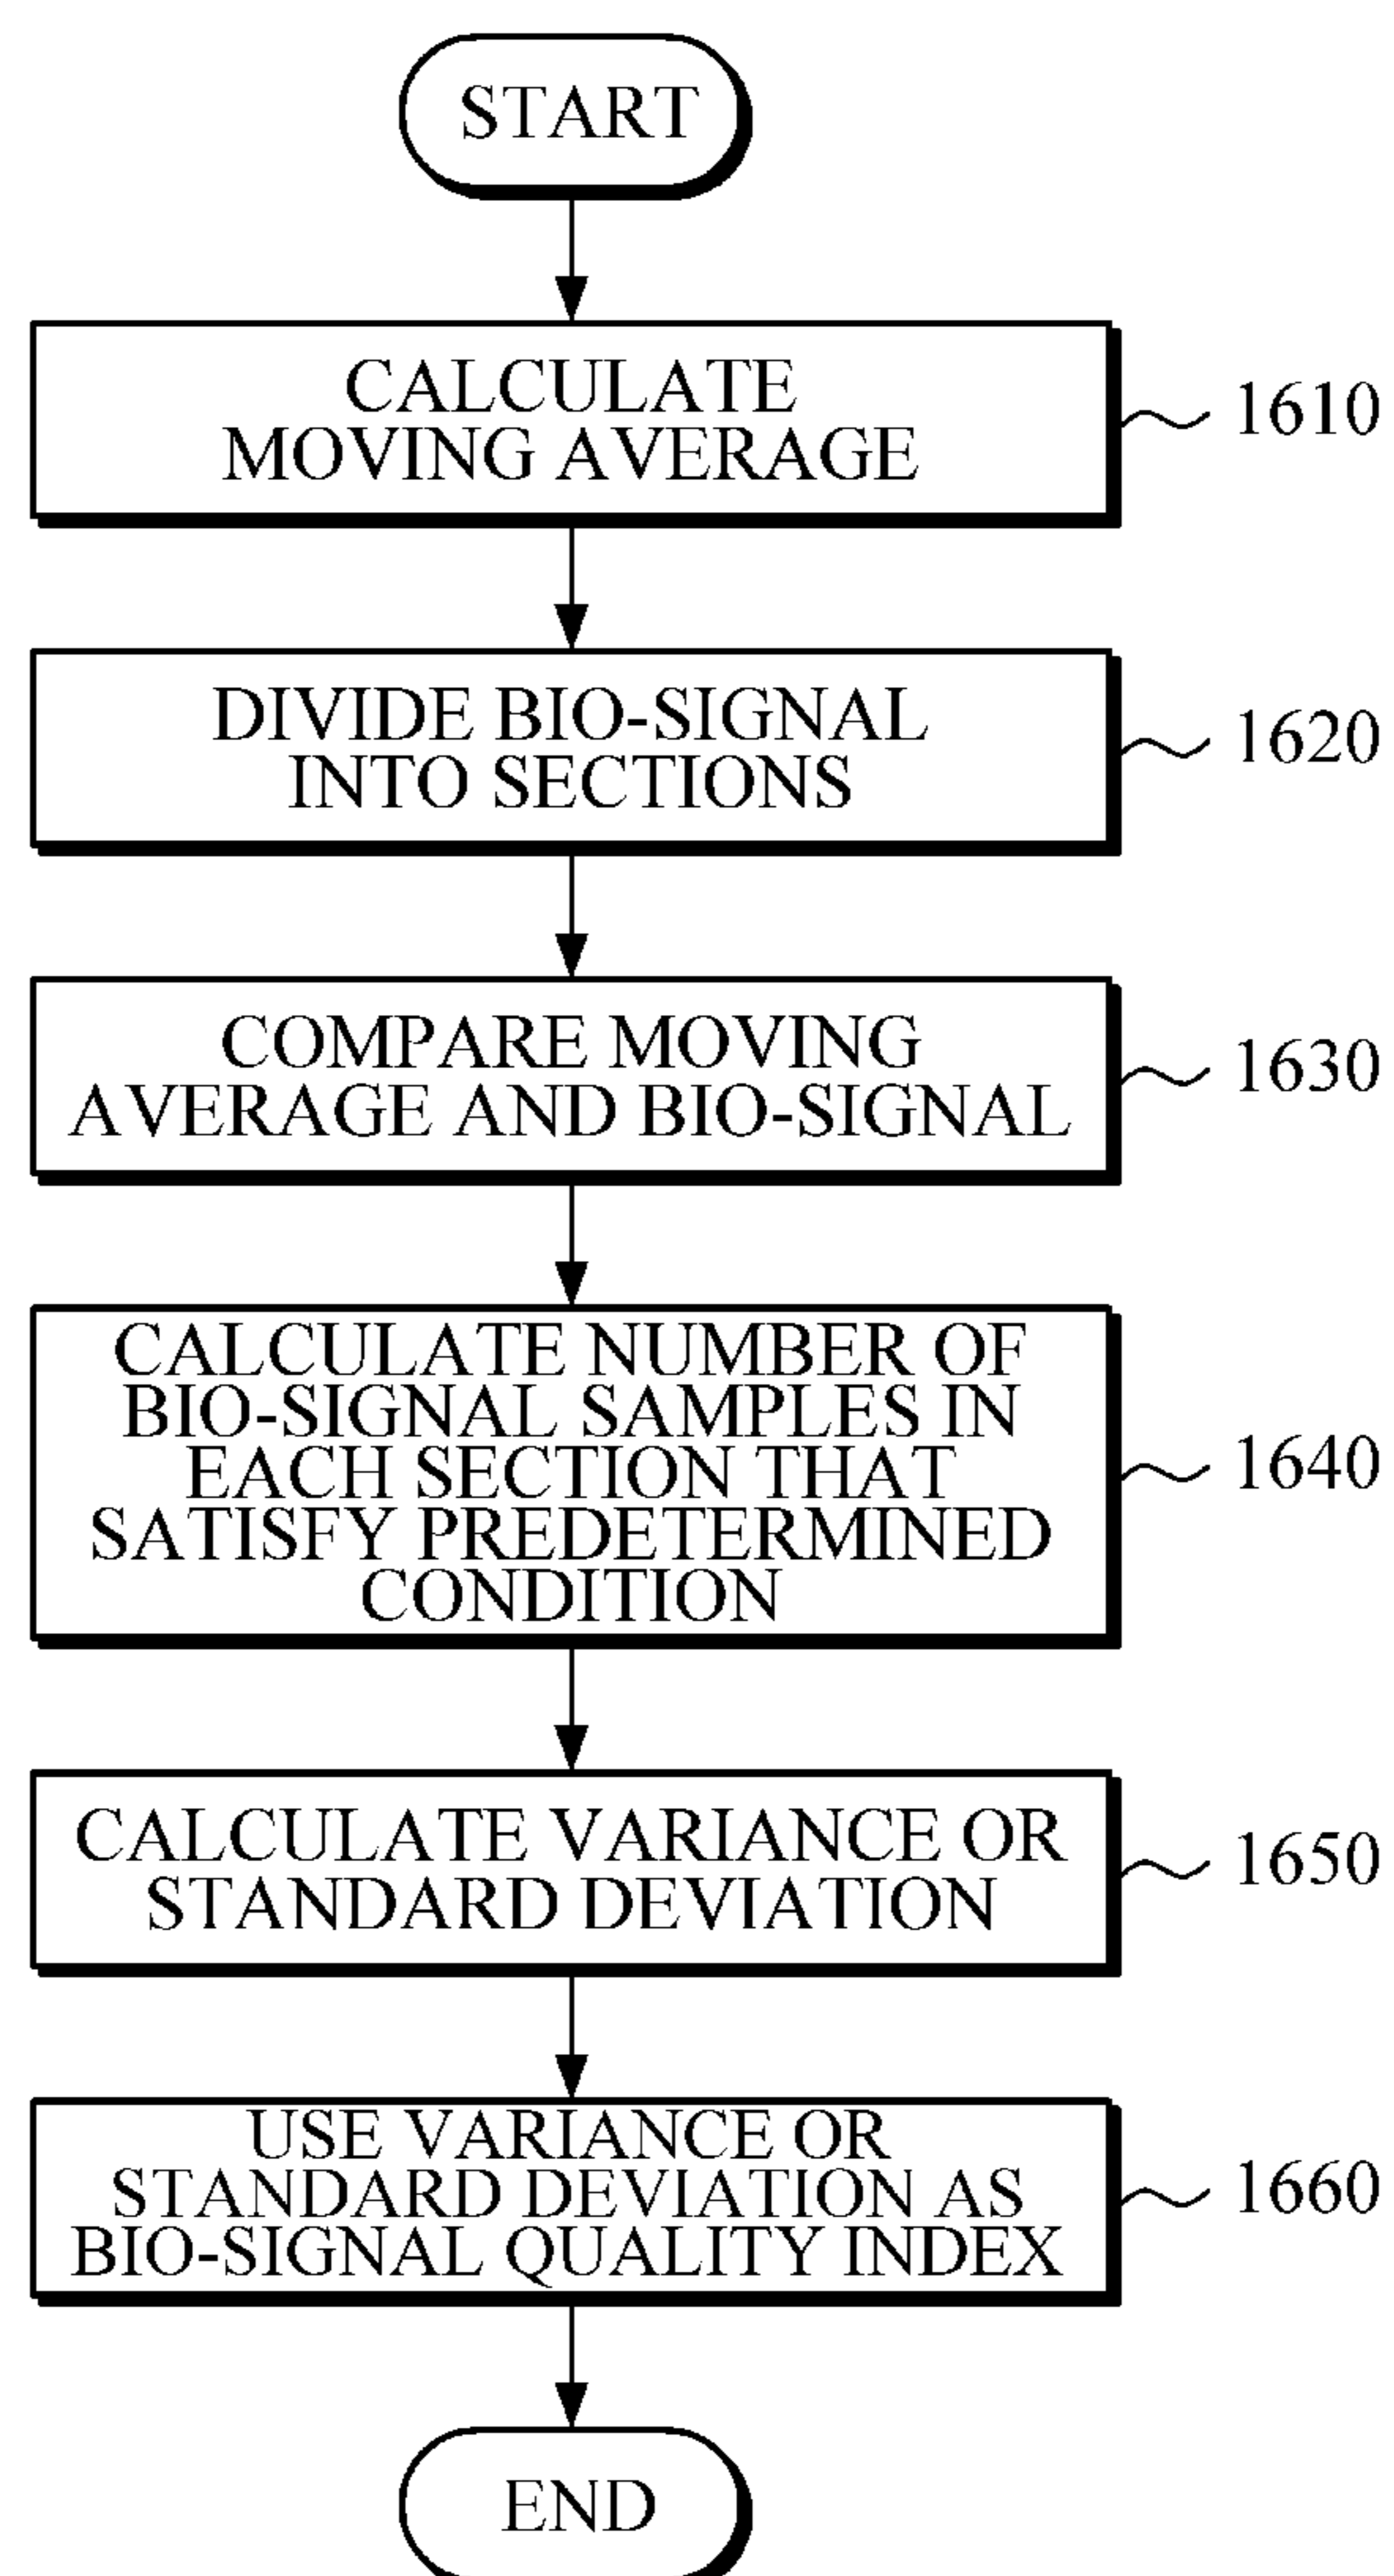 START
CALCULATE
MOVING AVERAGE
1610
DIVIDE BIO-SIGNAL
INTO SECTIONS
1620
COMPARE MOVING
AVERAGE AND BIO-SIGNAL
1630
CALCULATE NUMBER OF
BIO-SIGNAL SAMPLES IN
EACH SECTION THAT
SATISFY PREDETERMINED
CONDITION
1640
CALCULATE VARIANCE OR
STANDARD DEVIATION
1650
USE VARIANCE OR
STANDARD DEVIATION AS
BIO-SIGNAL QUALITY INDEX
1660
END